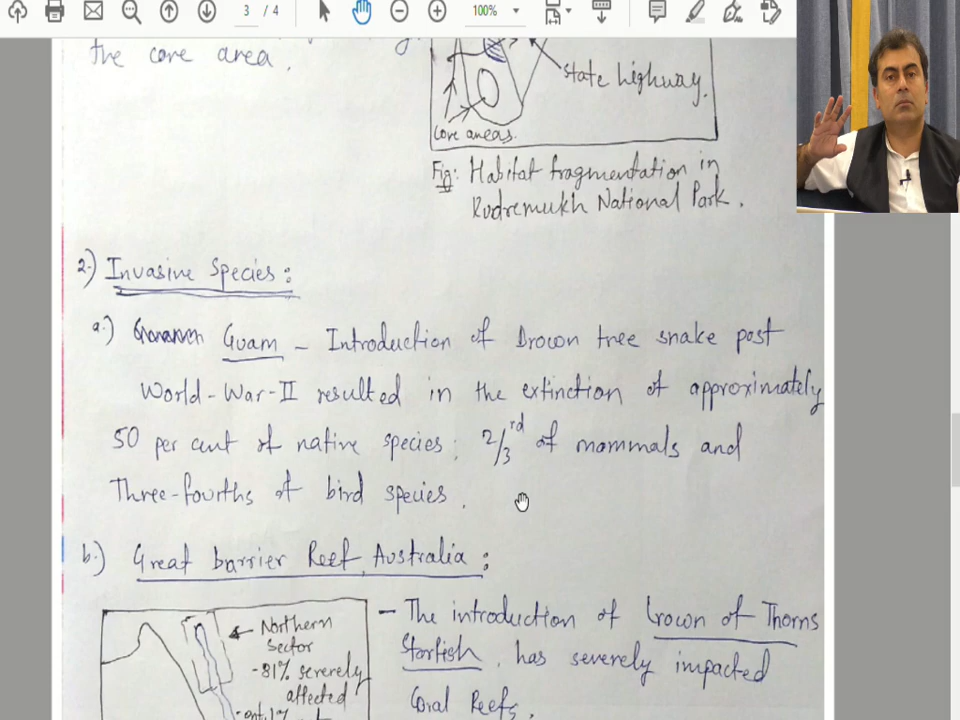 3 / 4
100%
the core area.
State highway.
Core areas.
Fig: Habitat fragmentation in
Kudremukh National Park.
2.) Invasive Species:
a.) Guam – Introduction of Brown tree snake post
World-War-II resulted in the extinction of approximately
50 per cent of native species; 2/3rd of mammals and
Three-fourths of bird species.
b.) Great barrier Reef, Australia:
Northern
sector
-81% severely
affected
- The introduction of Crown of Thorns
Starfish, has severely impacted
Coral Reefs.